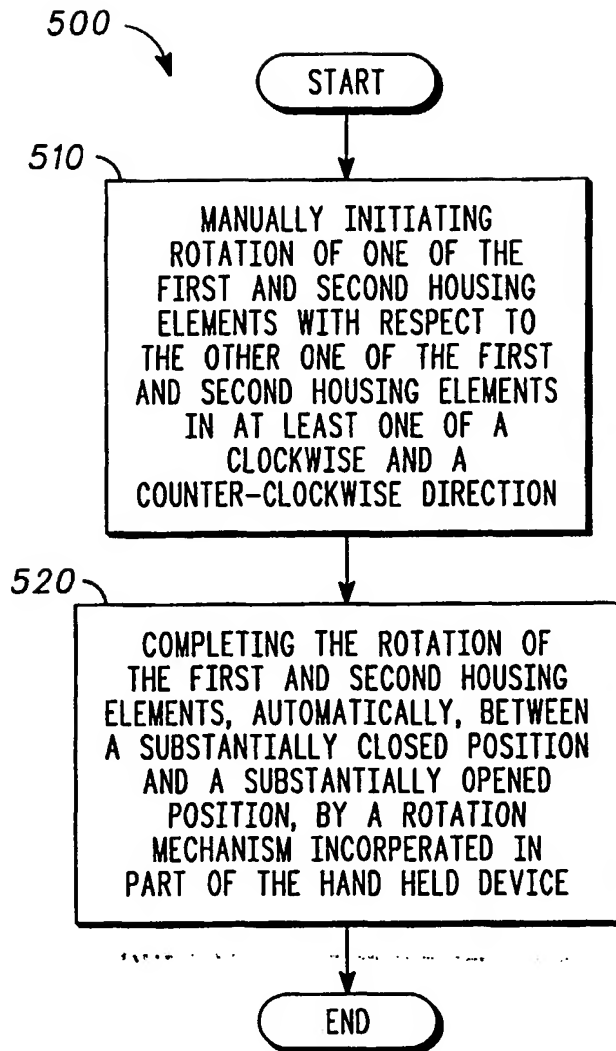 500
START
510
MANUALLY INITIATING
ROTATION OF ONE OF THE
FIRST AND SECOND HOUSING
ELEMENTS WITH RESPECT TO
THE OTHER ONE OF THE FIRST
AND SECOND HOUSING ELEMENTS
IN AT LEAST ONE OF A
CLOCKWISE AND A
COUNTER-CLOCKWISE DIRECTION
520
COMPLETING THE ROTATION OF
THE FIRST AND SECOND HOUSING
ELEMENTS, AUTOMATICALLY, BETWEEN
A SUBSTANTIALLY CLOSED POSITION
AND A SUBSTANTIALLY OPENED
POSITION, BY A ROTATION
MECHANISM INCORPERATED IN
PART OF THE HAND HELD DEVICE
END